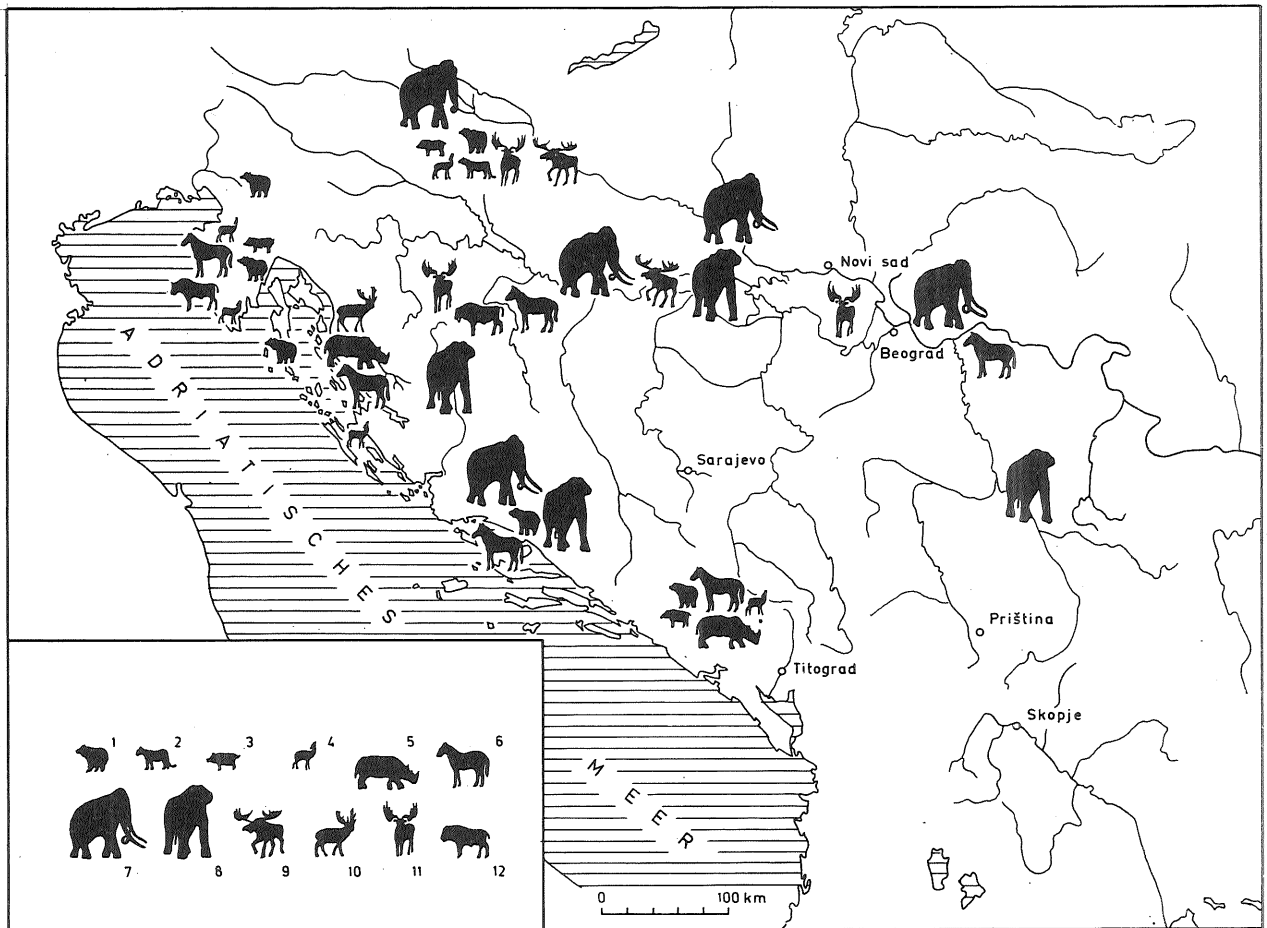 Novi sad
Beograd
ADRIATISCHES
Sarajevo
Priština
Titograd
Skopje
MEER
1 2 3 4 5 6
7 8 9 10 11 12
0 100 km